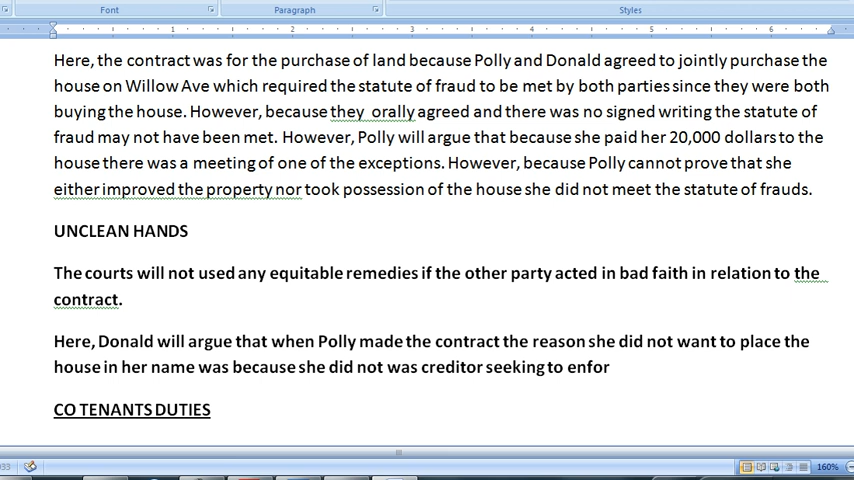 Font Paragraph Styles
1 2 3 4 5 6
Here, the contract was for the purchase of land because Polly and Donald agreed to jointly purchase the
house on Willow Ave which required the statute of fraud to be met by both parties since they were both
buying the house. However, because they orally agreed and there was no signed writing the statute of
fraud may not have been met. However, Polly will argue that because she paid her 20,000 dollars to the
house there was a meeting of one of the exceptions. However, because Polly cannot prove that she
either improved the property nor took possession of the house she did not meet the statute of frauds.
UNCLEAN HANDS
The courts will not used any equitable remedies if the other party acted in bad faith in relation to the
contract.
Here, Donald will argue that when Polly made the contract the reason she did not want to place the
house in her name was because she did not was creditor seeking to enfor
CO TENANTS DUTIES
160%